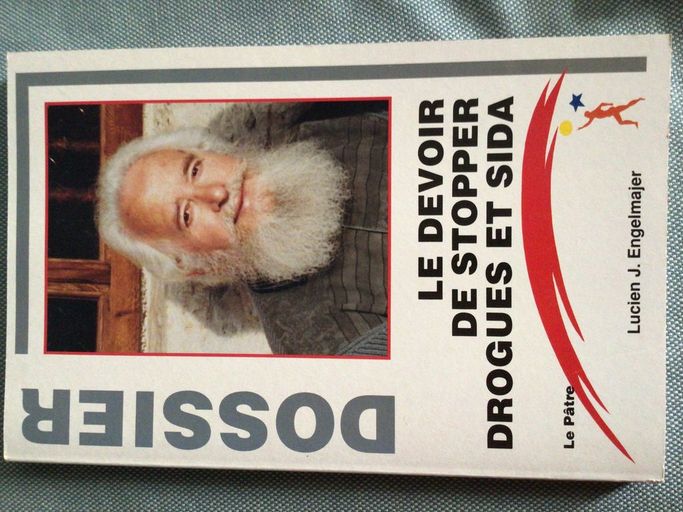 DOSSIER
LE DEVOIR
DE STOPPER
DROGUES ET SIDA
Le Pâtre
Lucien J. Engelmajer